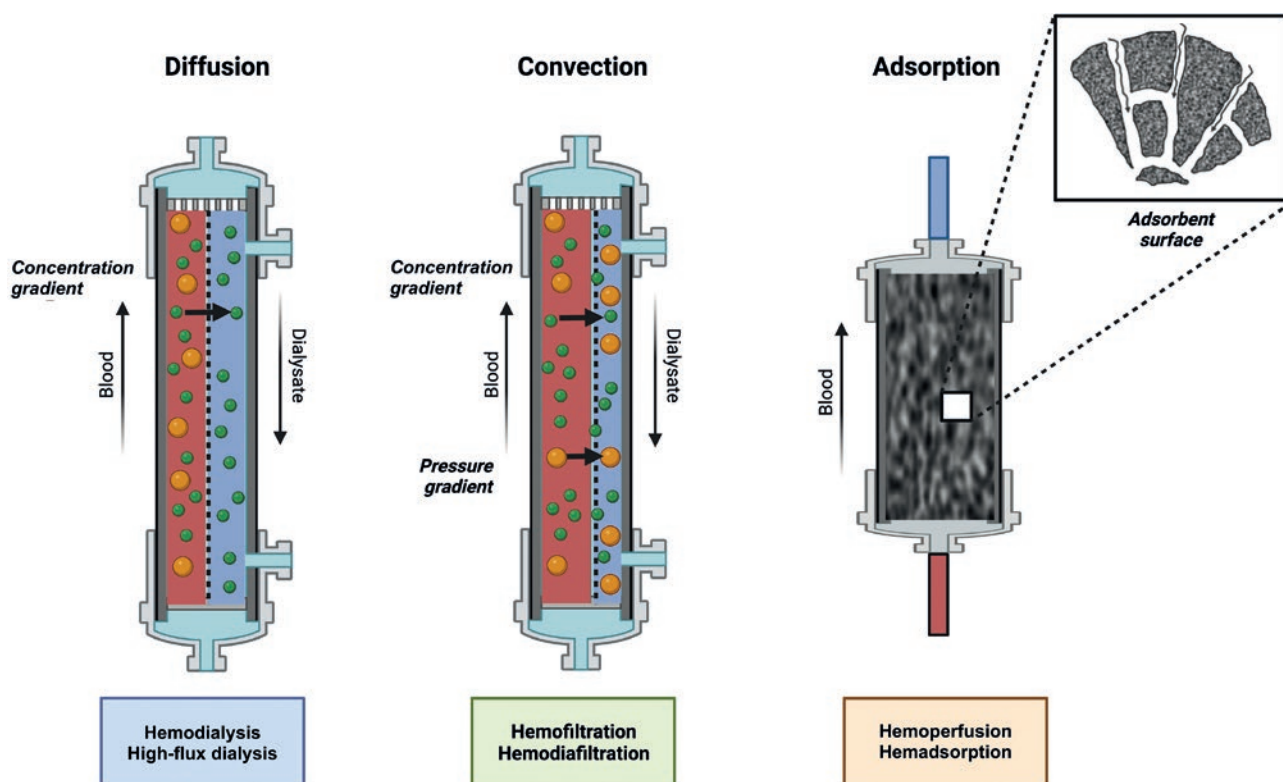 Diffusion
Concentration
gradient
Blood
Dialysate
Hemodialysis
High-flux dialysis
Convection
Concentration
gradient
Blood
Dialysate
Pressure
gradient
Hemofiltration
Hemodiafiltration
Adsorption
Adsorbent
surface
Blood
Hemoperfusion
Hemadsorption